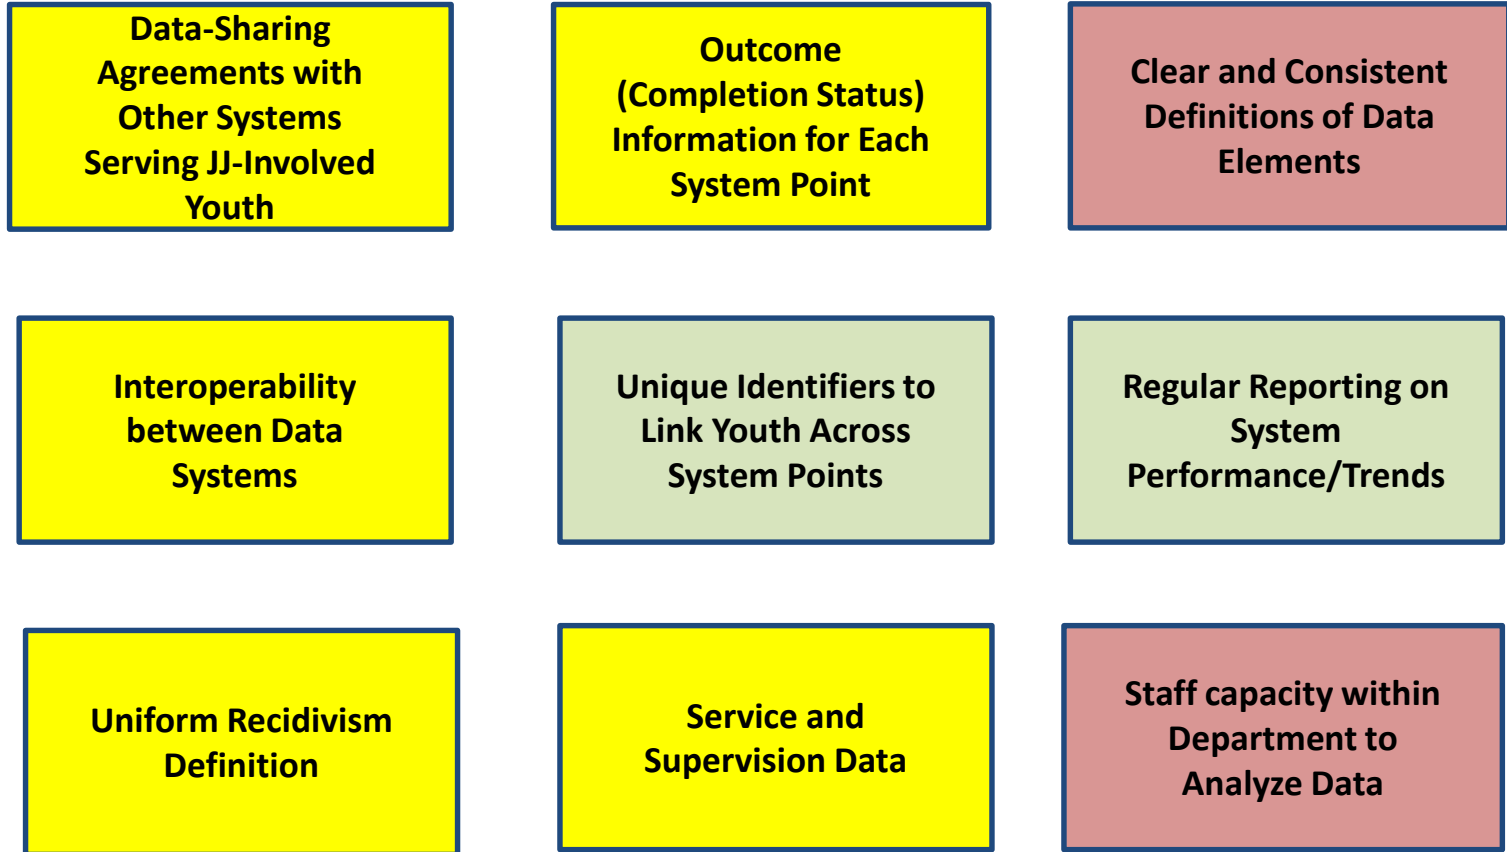 Data-Sharing
Agreements with
Other Systems
Serving JJ-Involved
Youth
Outcome
(Completion Status)
Information for Each
System Point
Clear and Consistent
Definitions of Data
Elements
Interoperability
between Data
Systems
Unique Identifiers to
Link Youth Across
System Points
Regular Reporting on
System
Performance/Trends
Uniform Recidivism
Definition
Service and
Supervision Data
Staff capacity within
Department to
Analyze Data